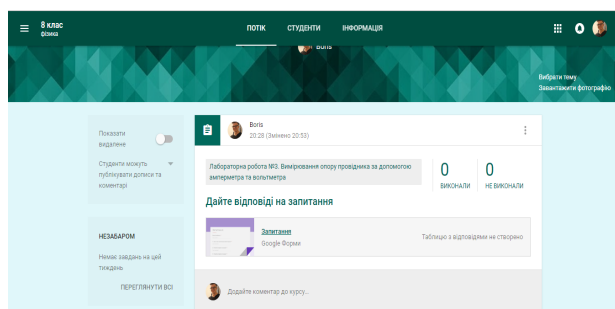 8 клас
фізика
ПОТІК СТУДЕНТИ ІНФОРМАЦІЯ
Boris
Вибрати тему
Завантажити фотографію
Показати
видалене
Студенти можуть
публікувати дописи та
коментарі
НЕЗАБАРОМ
Немає завдань на цей
тиждень
ПЕРЕГЛЯНУТИ ВСІ
Boris
20:28 (Змінено 20:53)
Лабораторна робота №3. Вимірювання опору провідника за допомогою
амперметра та вольтметра
0 0
ВИКОНАЛИ НЕ ВИКОНАЛИ
Дайте відповіді на запитання
Запитання
Google Форми
Таблицю з відповідями не створено
Додайте коментар до курсу...